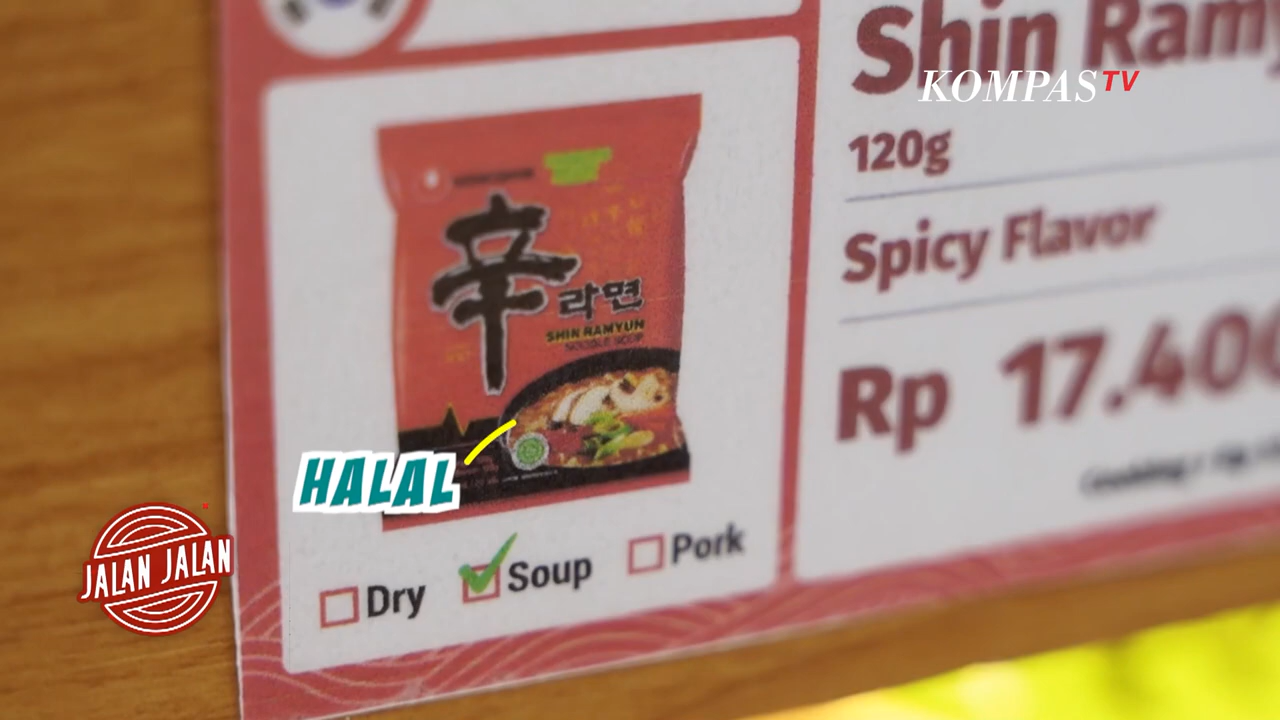 Shin Ramy
KOMPAS TV
120g
Spicy Flavor
Rp 17.400
辛
라면
SHIN RAMYUN
NOODLE SOUP
HALAL
JALAN JALAN
Dry
Soup
Pork